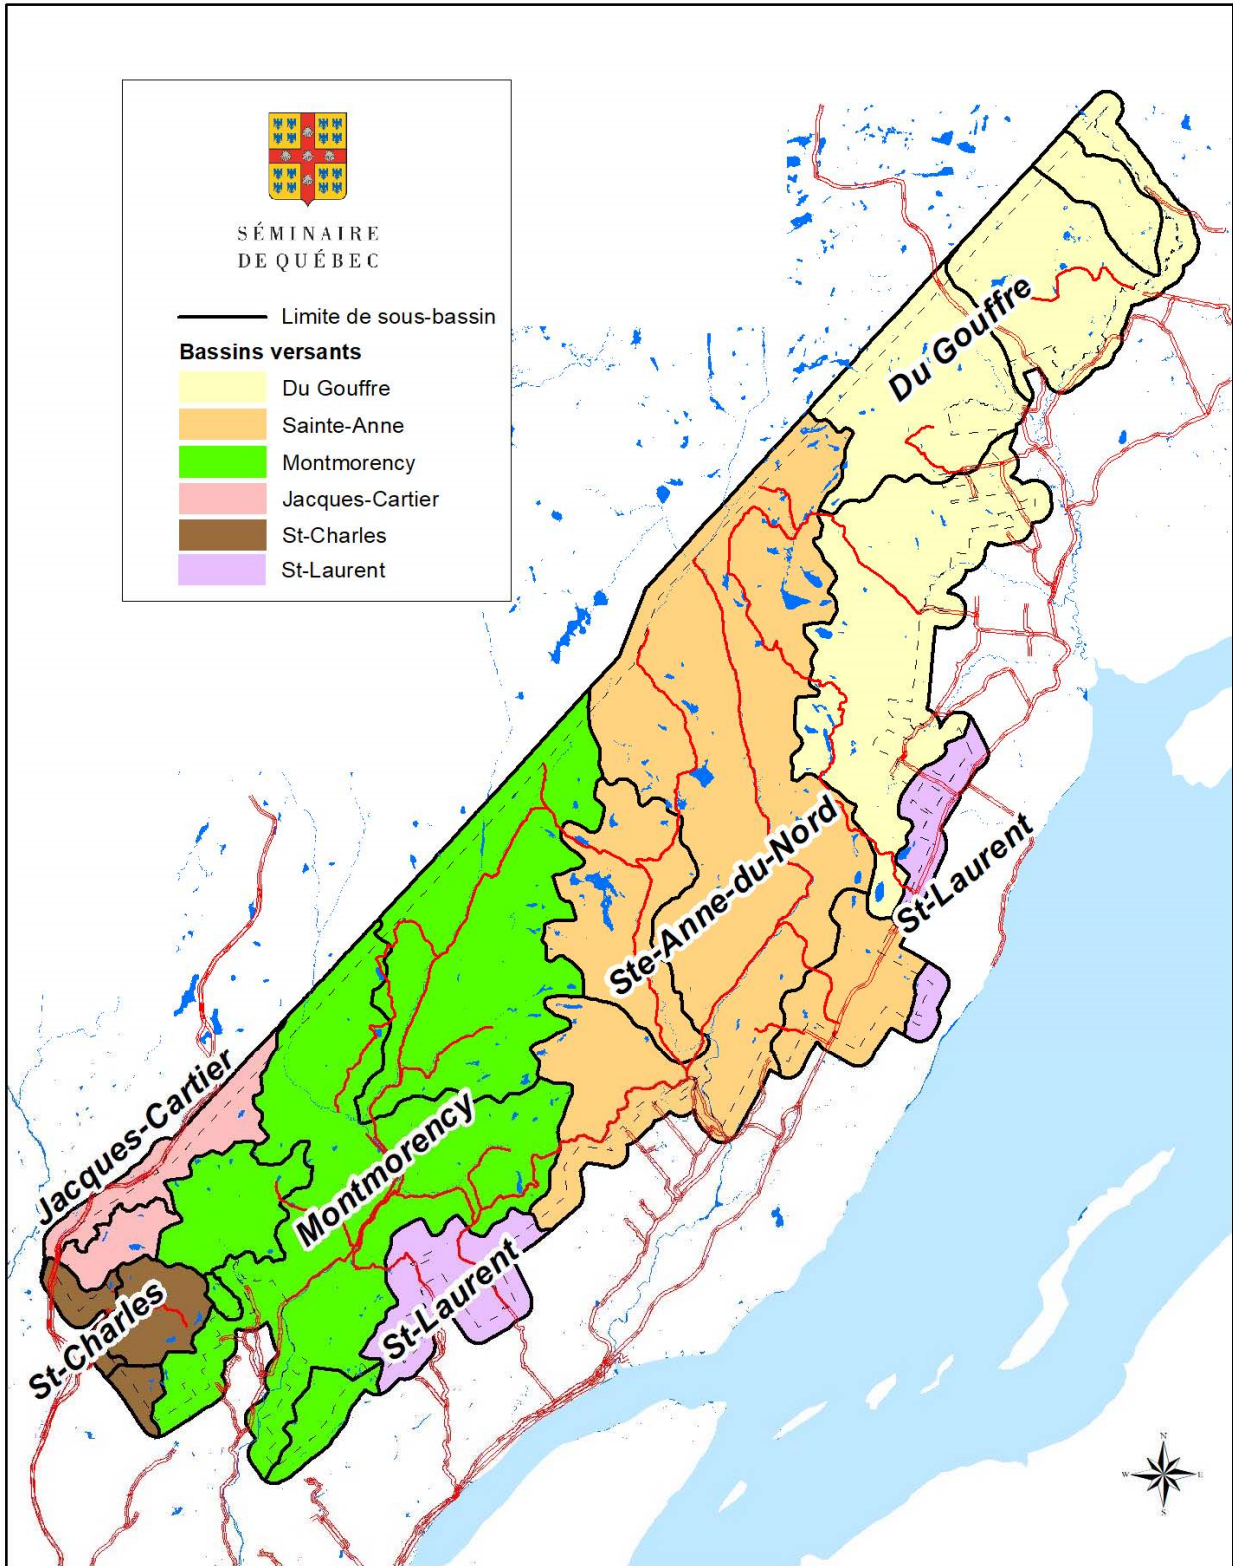 SÉMINAIRE
DE QUÉBEC
Limite de sous-bassin
Bassins versants
Du Gouffre
Sainte-Anne
Montmorency
Jacques-Cartier
St-Charles
St-Laurent
Du Gouffre
Ste-Anne-du-Nord
St-Laurent
Jacques-Cartier
Montmorency
St-Laurent
St-Charles
N
W E
S